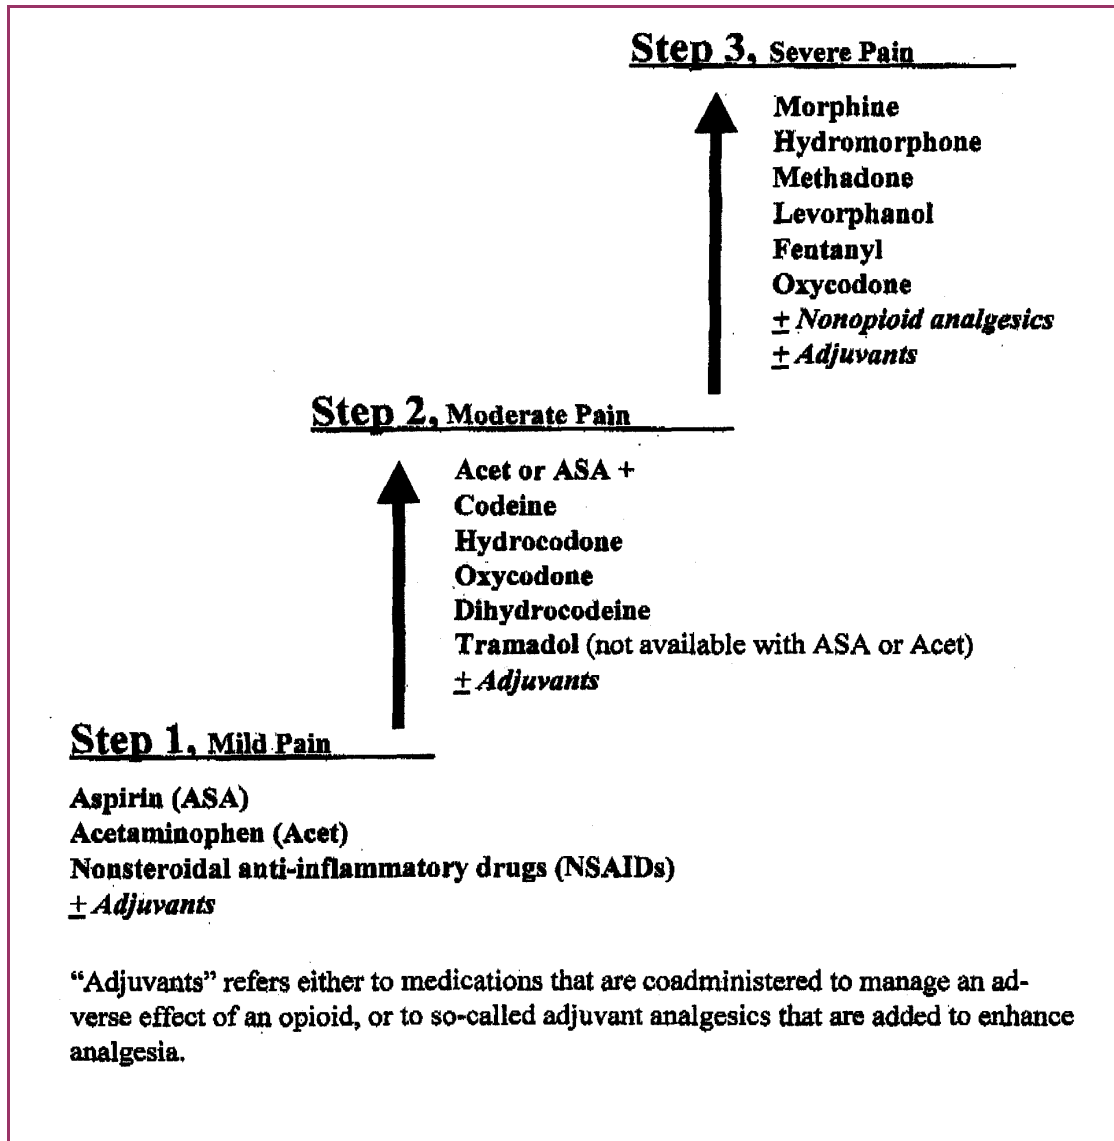 Step 3, Severe Pain
Morphine
Hydromorphone
Methadone
Levorphanol
Fentanyl
Oxycodone
± Nonopioid analgesics
± Adjuvants
Step 2, Moderate Pain
Acet or ASA +
Codeine
Hydrocodone
Oxycodone
Dihydrocodeine
Tramadol (not available with ASA or Acet)
± Adjuvants
Step 1, Mild Pain
Aspirin (ASA)
Acetaminophen (Acet)
Nonsteroidal anti-inflammatory drugs (NSAIDs)
± Adjuvants
“Adjuvants” refers either to medications that are coadministered to manage an ad-
verse effect of an opioid, or to so-called adjuvant analgesics that are added to enhance
analgesia.